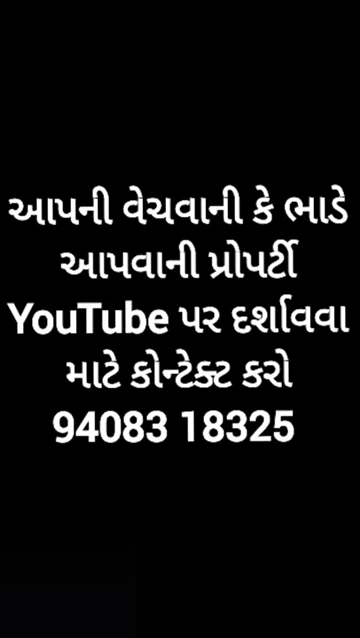 આપની વેચવાની કે ભાડે
આપવાની પ્રોપર્ટી
YouTube પર દર્શાવવા
માટે કોન્ટેક્ટ કરો
94083 18325